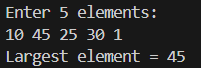 Enter 5 elements:
10 45 25 30 1
Largest element = 45